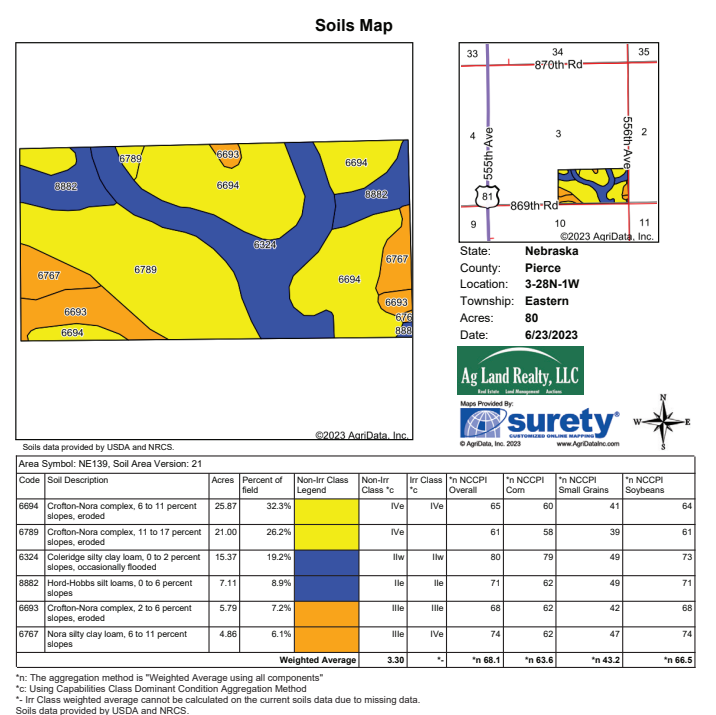 Soils Map
6789
6693
6694
6694
8882
8882
6324
6767
6789
6694
6767
6693
6693
676
6694
888
©2023 AgriData, Inc.
Soils data provided by USDA and NRCS.
33
34
35
870th Rd
4
555th Ave
3
556th Ave
2
81
869th Rd
9
10
11
©2023 AgriData, Inc.
State: Nebraska
County: Pierce
Location: 3-28N-1W
Township: Eastern
Acres: 80
Date: 6/23/2023
Ag Land Realty, LLC
Real Estate Land Management Auctions
Maps Provided By:
surety®
CUSTOMIZED ONLINE MAPPING
© AgriData, Inc. 2023 www.AgriDataInc.com
N
W E
S
Area Symbol: NE139, Soil Area Version: 21
Code Soil Description Acres Percent of field Non-Irr Class Legend Non-Irr Class *c Irr Class *c *n NCCPI Overall *n NCCPI Corn *n NCCPI Small Grains *n NCCPI Soybeans
6694 Crofton-Nora complex, 6 to 11 percent slopes, eroded 25.87 32.3% IVe IVe 65 60 41 64
6789 Crofton-Nora complex, 11 to 17 percent slopes, eroded 21.00 26.2% IVe 61 58 39 61
6324 Coleridge silty clay loam, 0 to 2 percent slopes, occasionally flooded 15.37 19.2% IIw IIw 80 79 49 73
8882 Hord-Hobbs silt loams, 0 to 6 percent slopes 7.11 8.9% IIe IIe 71 62 49 71
6693 Crofton-Nora complex, 2 to 6 percent slopes, eroded 5.79 7.2% IIIe IIIe 68 62 42 68
6767 Nora silty clay loam, 6 to 11 percent slopes 4.86 6.1% IIIe IVe 74 62 47 74
Weighted Average 3.30 *- *n 68.1 *n 63.6 *n 43.2 *n 66.5
*n: The aggregation method is "Weighted Average using all components"
*c: Using Capabilities Class Dominant Condition Aggregation Method
*- Irr Class weighted average cannot be calculated on the current soils data due to missing data.
Soils data provided by USDA and NRCS.